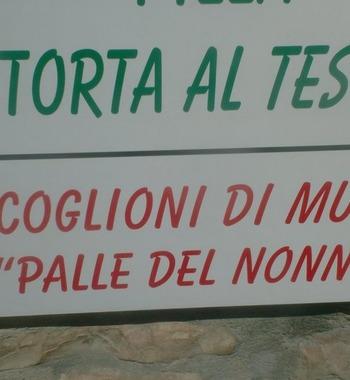 TORTA AL TES
COGLIONI DI MU
"PALLE DEL NONN